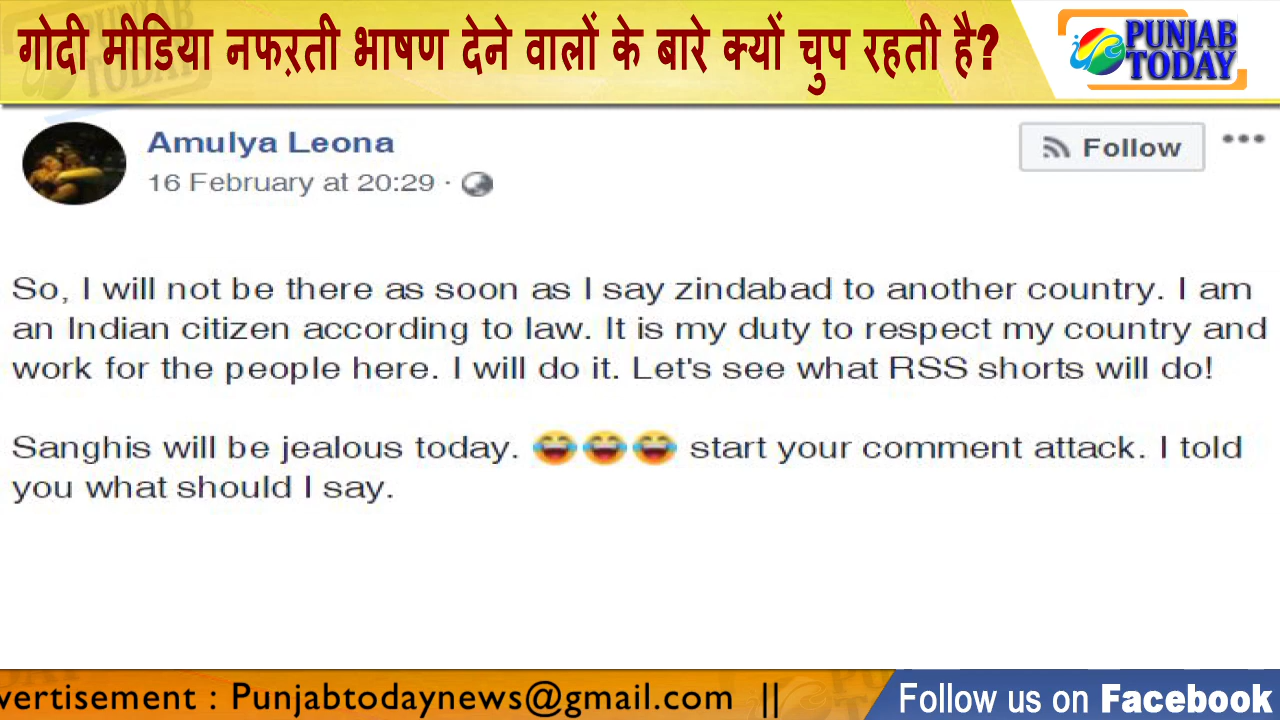 गोदी मीडिया नफऱती भाषण देने वालों के बारे क्यों चुप रहती है?
PUNJAB
TODAY
Amulya Leona
16 February at 20:29 ·
Follow
So, I will not be there as soon as I say zindabad to another country. I am
an Indian citizen according to law. It is my duty to respect my country and
work for the people here. I will do it. Let's see what RSS shorts will do!
Sanghis will be jealous today. 😂😂😂 start your comment attack. I told
you what should I say.
vertisement : Punjabtodaynews@gmail.com ||
Follow us on Facebook